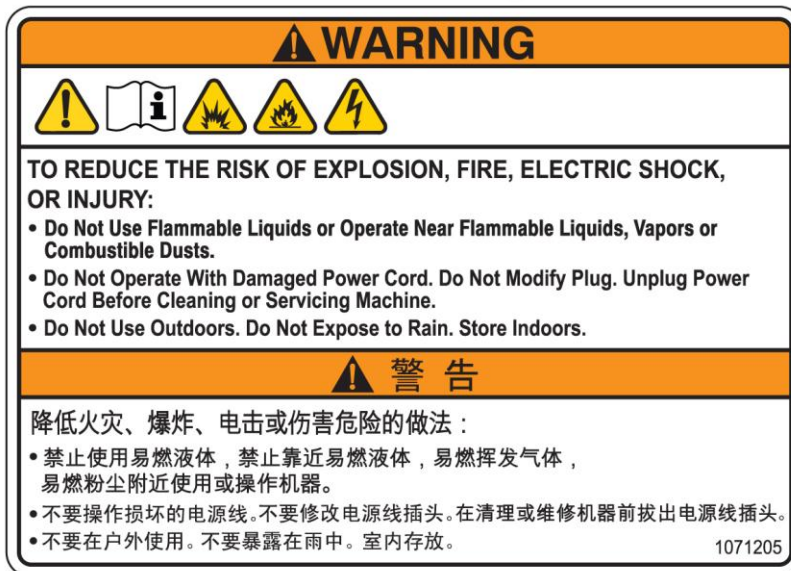 WARNING
TO REDUCE THE RISK OF EXPLOSION, FIRE, ELECTRIC SHOCK,
OR INJURY:
• Do Not Use Flammable Liquids or Operate Near Flammable Liquids, Vapors or
Combustible Dusts.
• Do Not Operate With Damaged Power Cord. Do Not Modify Plug. Unplug Power
Cord Before Cleaning or Servicing Machine.
• Do Not Use Outdoors. Do Not Expose to Rain. Store Indoors.
警 告
降低火灾、爆炸、电击或伤害危险的做法：
• 禁止使用易燃液体，禁止靠近易燃液体，易燃挥发气体，
易燃粉尘附近使用或操作机器。
• 不要操作损坏的电源线。不要修改电源线插头。在清理或维修机器前拔出电源线插头。
• 不要在户外使用。不要暴露在雨中。室内存放。
1071205